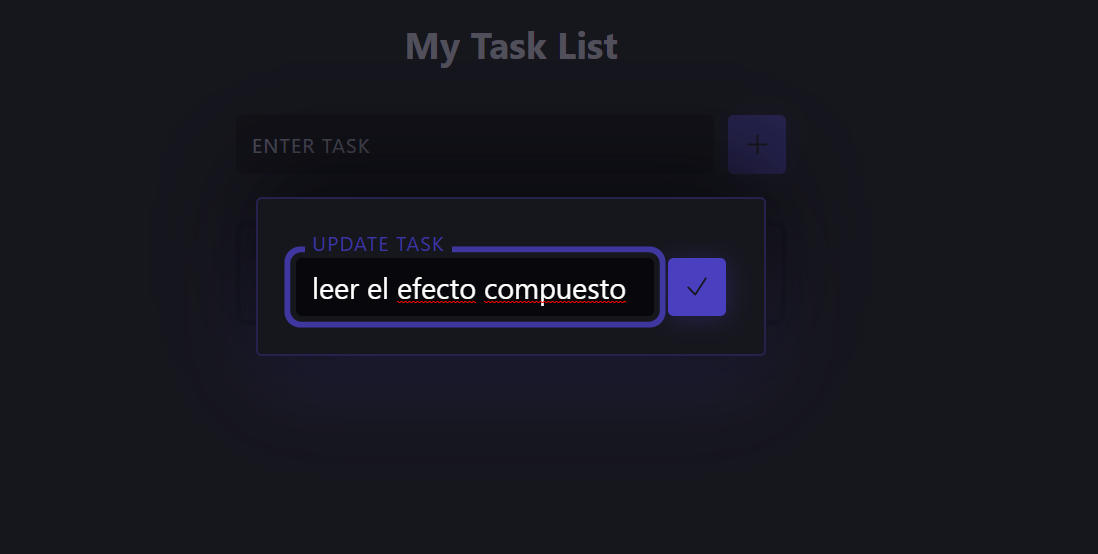 My Task List
ENTER TASK
UPDATE TASK
leer el efecto compuesto